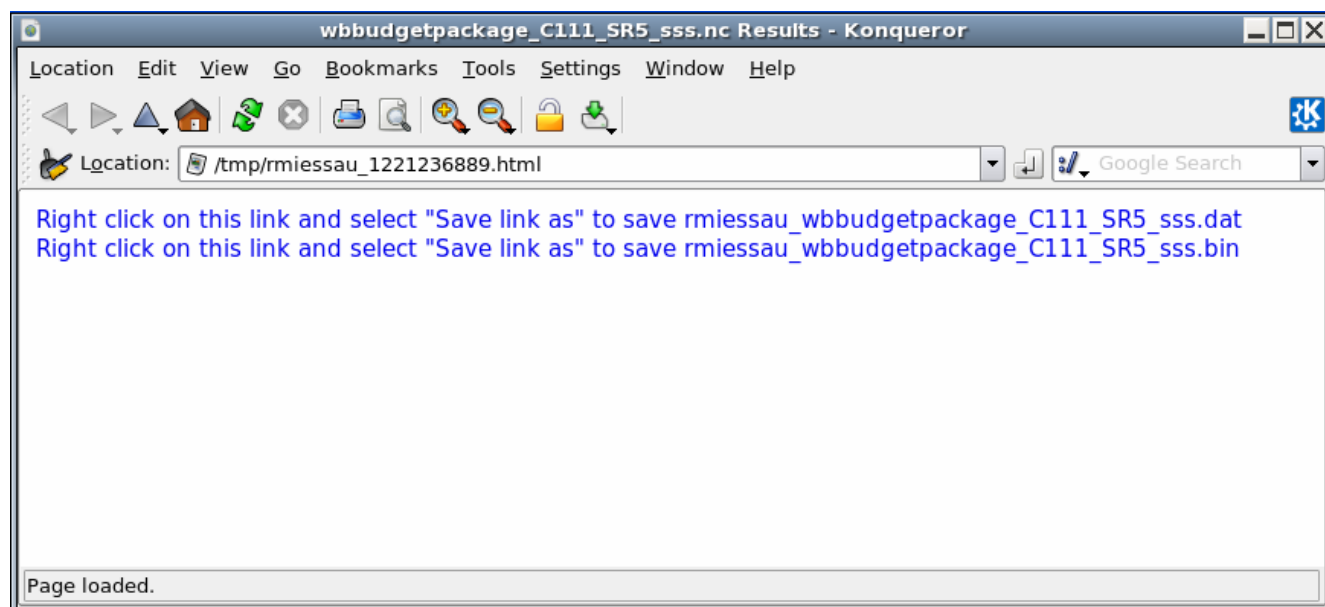 wbbudgetpackage_C111_SR5_sss.nc Results - Konqueror
Location Edit View Go Bookmarks Tools Settings Window Help
Location: /tmp/rmiessau_1221236889.html Google Search
Right click on this link and select "Save link as" to save rmiessau_wbbudgetpackage_C111_SR5_sss.dat
Right click on this link and select "Save link as" to save rmiessau_wbbudgetpackage_C111_SR5_sss.bin
Page loaded.